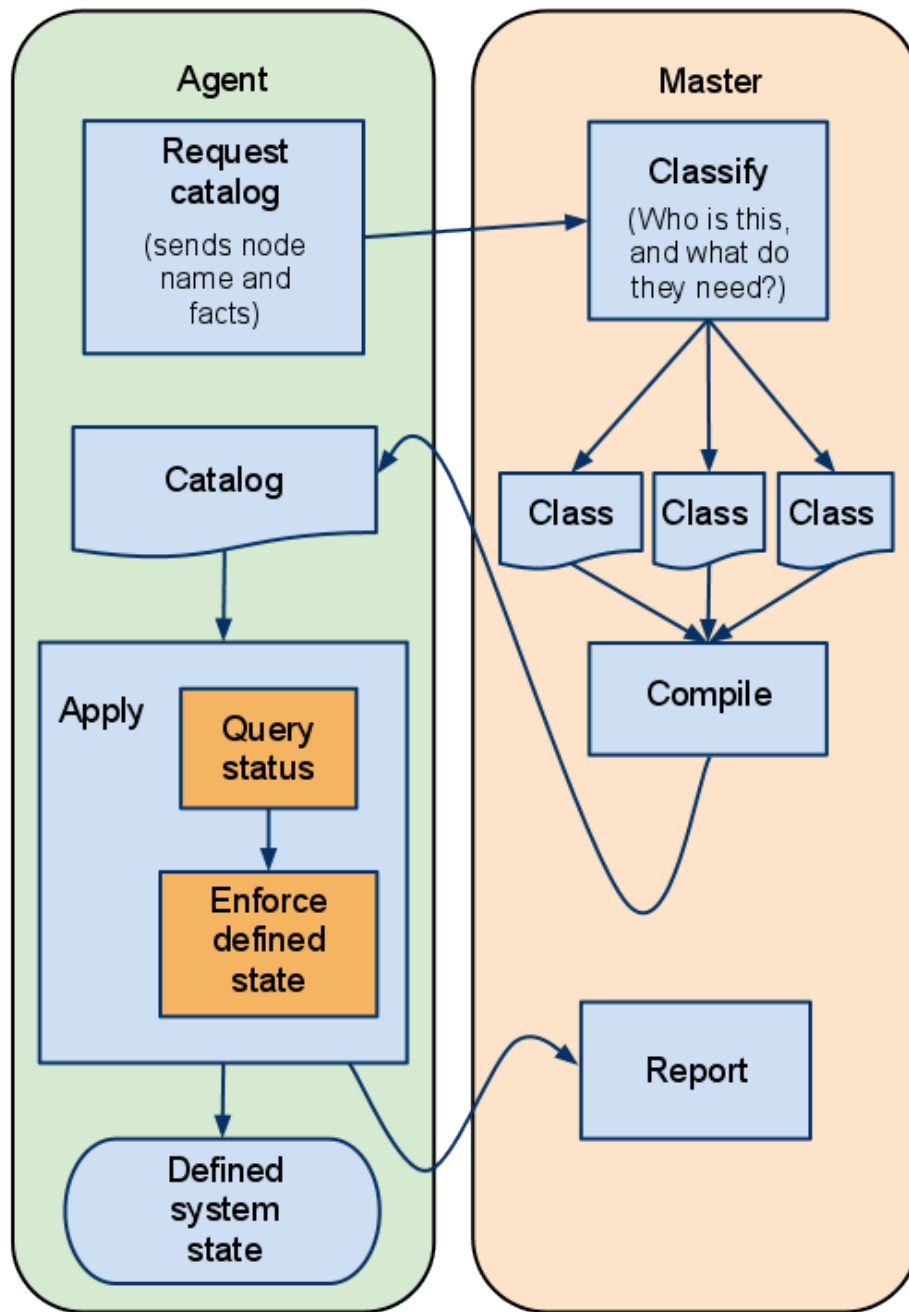 Agent
Request
catalog
(sends node
name and
facts)
Catalog
Apply
Query
status
Enforce
defined
state
Defined
system
state
Master
Classify
(Who is this,
and what do
they need?)
Class
Class
Class
Compile
Report